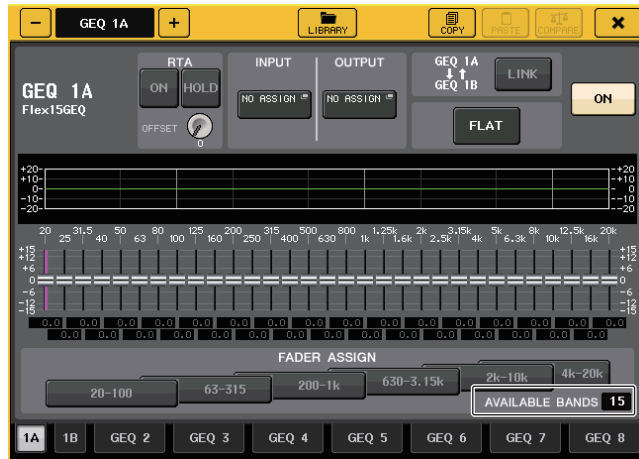 GEQ 1A
LIBRARY
COPY
PASTE
COMPARE
GEQ 1A
Flex15GEQ
RTA
ON
HOLD
OFFSET
0
INPUT
NO ASSIGN
OUTPUT
NO ASSIGN
GEQ 1A
GEQ 1B
LINK
FLAT
ON
+20 +20
+10 +10
0 0
-10 -10
-20 -20
20 31.5 50 80 125 200 315 500 800 1.25k 2k 3.15k 5k 8k 12.5k 20k
25 40 63 100 160 250 400 630 1k 1.6k 2.5k 4k 6.3k 10k 16k
+15 +15
+12 +12
+6 +6
0 0
-6 -6
-12 -12
-15 -15
0.0 0.0 0.0 0.0 0.0 0.0 0.0 0.0 0.0 0.0 0.0 0.0 0.0 0.0 0.0 0.0
0.0 0.0 0.0 0.0 0.0 0.0 0.0 0.0 0.0 0.0 0.0 0.0 0.0 0.0 0.0
FADER ASSIGN
20-100
63-315
200-1k
630-3.15k
2k-10k
4k-20k
AVAILABLE BANDS 15
1A 1B GEQ 2 GEQ 3 GEQ 4 GEQ 5 GEQ 6 GEQ 7 GEQ 8